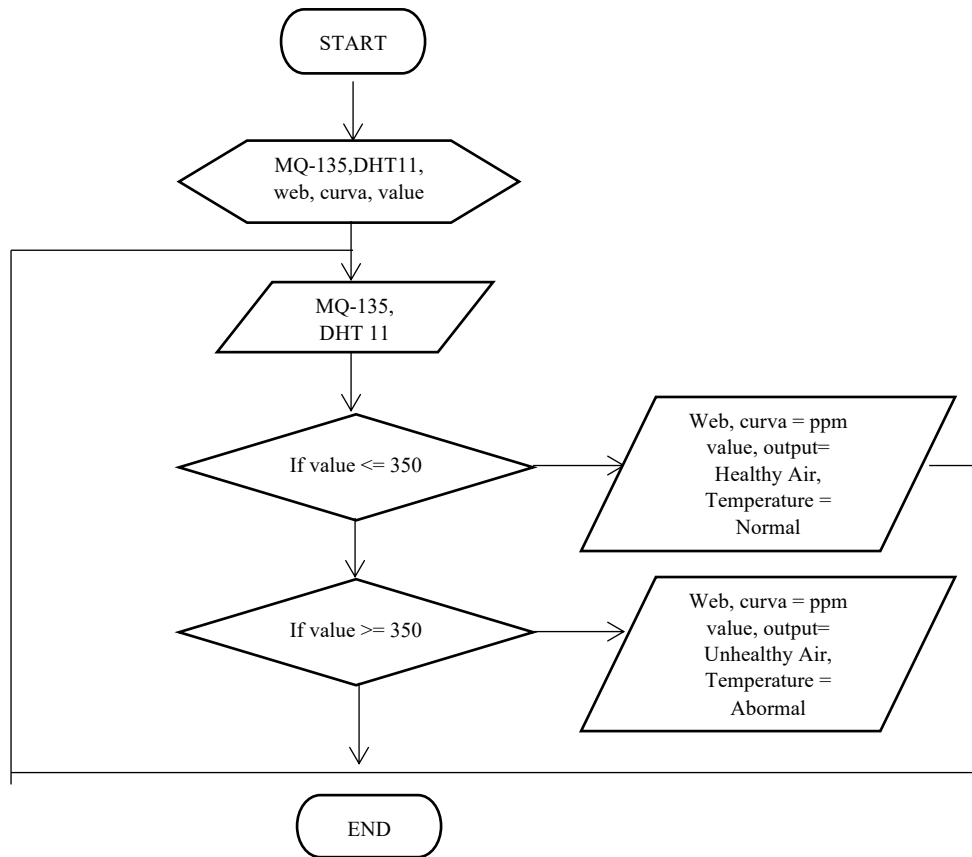 START
MQ-135,DHT11,
web, curva, value
MQ-135,
DHT 11
If value <= 350
Web, curva = ppm
value, output=
Healthy Air,
Temperature =
Normal
If value >= 350
Web, curva = ppm
value, output=
Unhealthy Air,
Temperature =
Abormal
END